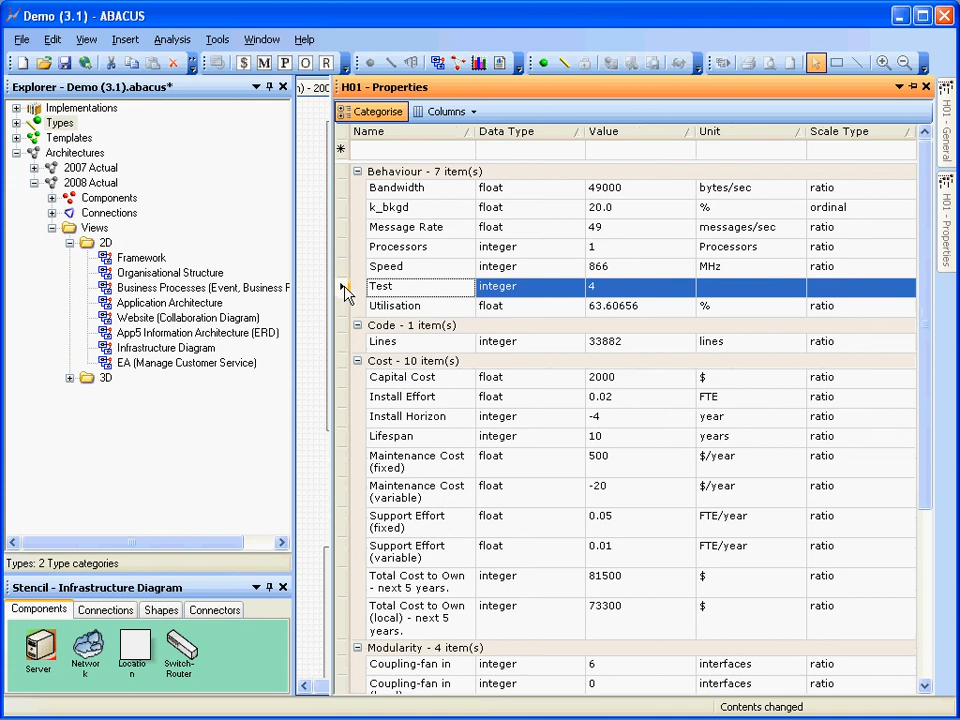 Demo (3.1) - ABACUS
File Edit View Insert Analysis Tools Window Help
$ M P O R
Explorer - Demo (3.1).abacus*
Implementations
Types
Templates
Architectures
2007 Actual
2008 Actual
Components
Connections
Views
2D
Framework
Organisational Structure
Business Processes (Event, Business F
Application Architecture
Website (Collaboration Diagram)
App5 Information Architecture (ERD)
Infrastructure Diagram
EA (Manage Customer Service)
3D
Types: 2 Type categories
Stencil - Infrastructure Diagram
Components Connections Shapes Connectors
Server
Networ
k
Locatio
n
Switch-
Router
) - 200
H01 - Properties
Categorise Columns
Name Data Type Value Unit Scale Type
Behaviour - 7 item(s)
Bandwidth float 49000 bytes/sec ratio
k_bkgd float 20.0 % ordinal
Message Rate float 49 messages/sec ratio
Processors integer 1 Processors ratio
Speed float 866 MHz ratio
Test integer 4
Utilisation float 63.60656 % ratio
Code - 1 item(s)
Lines integer 33882 lines ratio
Cost - 10 item(s)
Capital Cost float 2000 $ ratio
Install Effort float 0.02 FTE ratio
Install Horizon integer -4 year ratio
Lifespan integer 10 years ratio
Maintenance Cost
(fixed) float 500 $/year ratio
Maintenance Cost
(variable) float -20 $/year ratio
Support Effort
(fixed) float 0.05 FTE/year ratio
Support Effort
(variable) float 0.01 FTE/year ratio
Total Cost to Own
- next 5 years. integer 81500 $ ratio
Total Cost to Own
(local) - next 5
years. integer 73300 $ ratio
Modularity - 4 item(s)
Coupling-fan in integer 6 interfaces ratio
Coupling-fan in integer 0 interfaces ratio
H01 - General
H01 - Properties
Contents changed